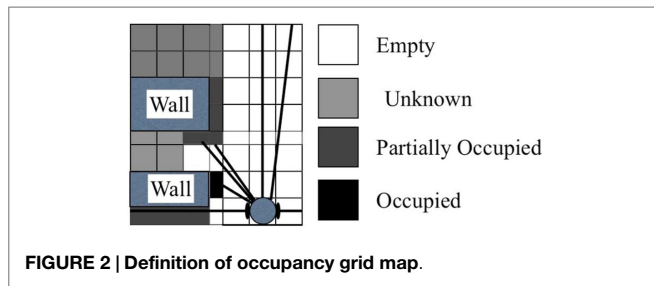 Wall
Wall
Empty
Unknown
Partially Occupied
Occupied
FIGURE 2 | Definition of occupancy grid map.